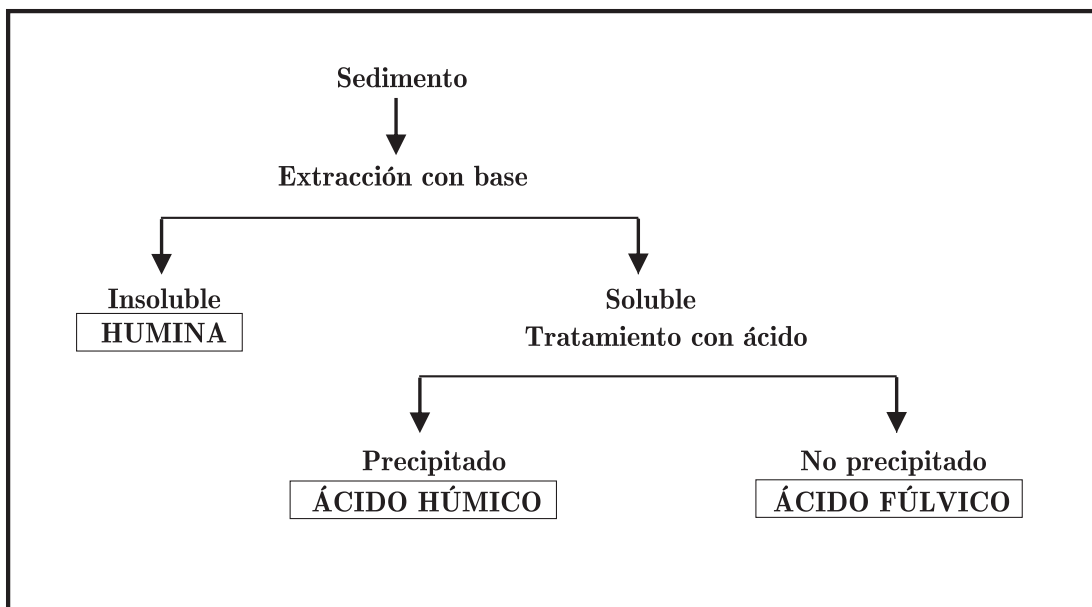 Sedimento
Extracción con base
Insoluble
HUMINA
Soluble
Tratamiento con ácido
Precipitado
ÁCIDO HÚMICO
No precipitado
ÁCIDO FÚLVICO